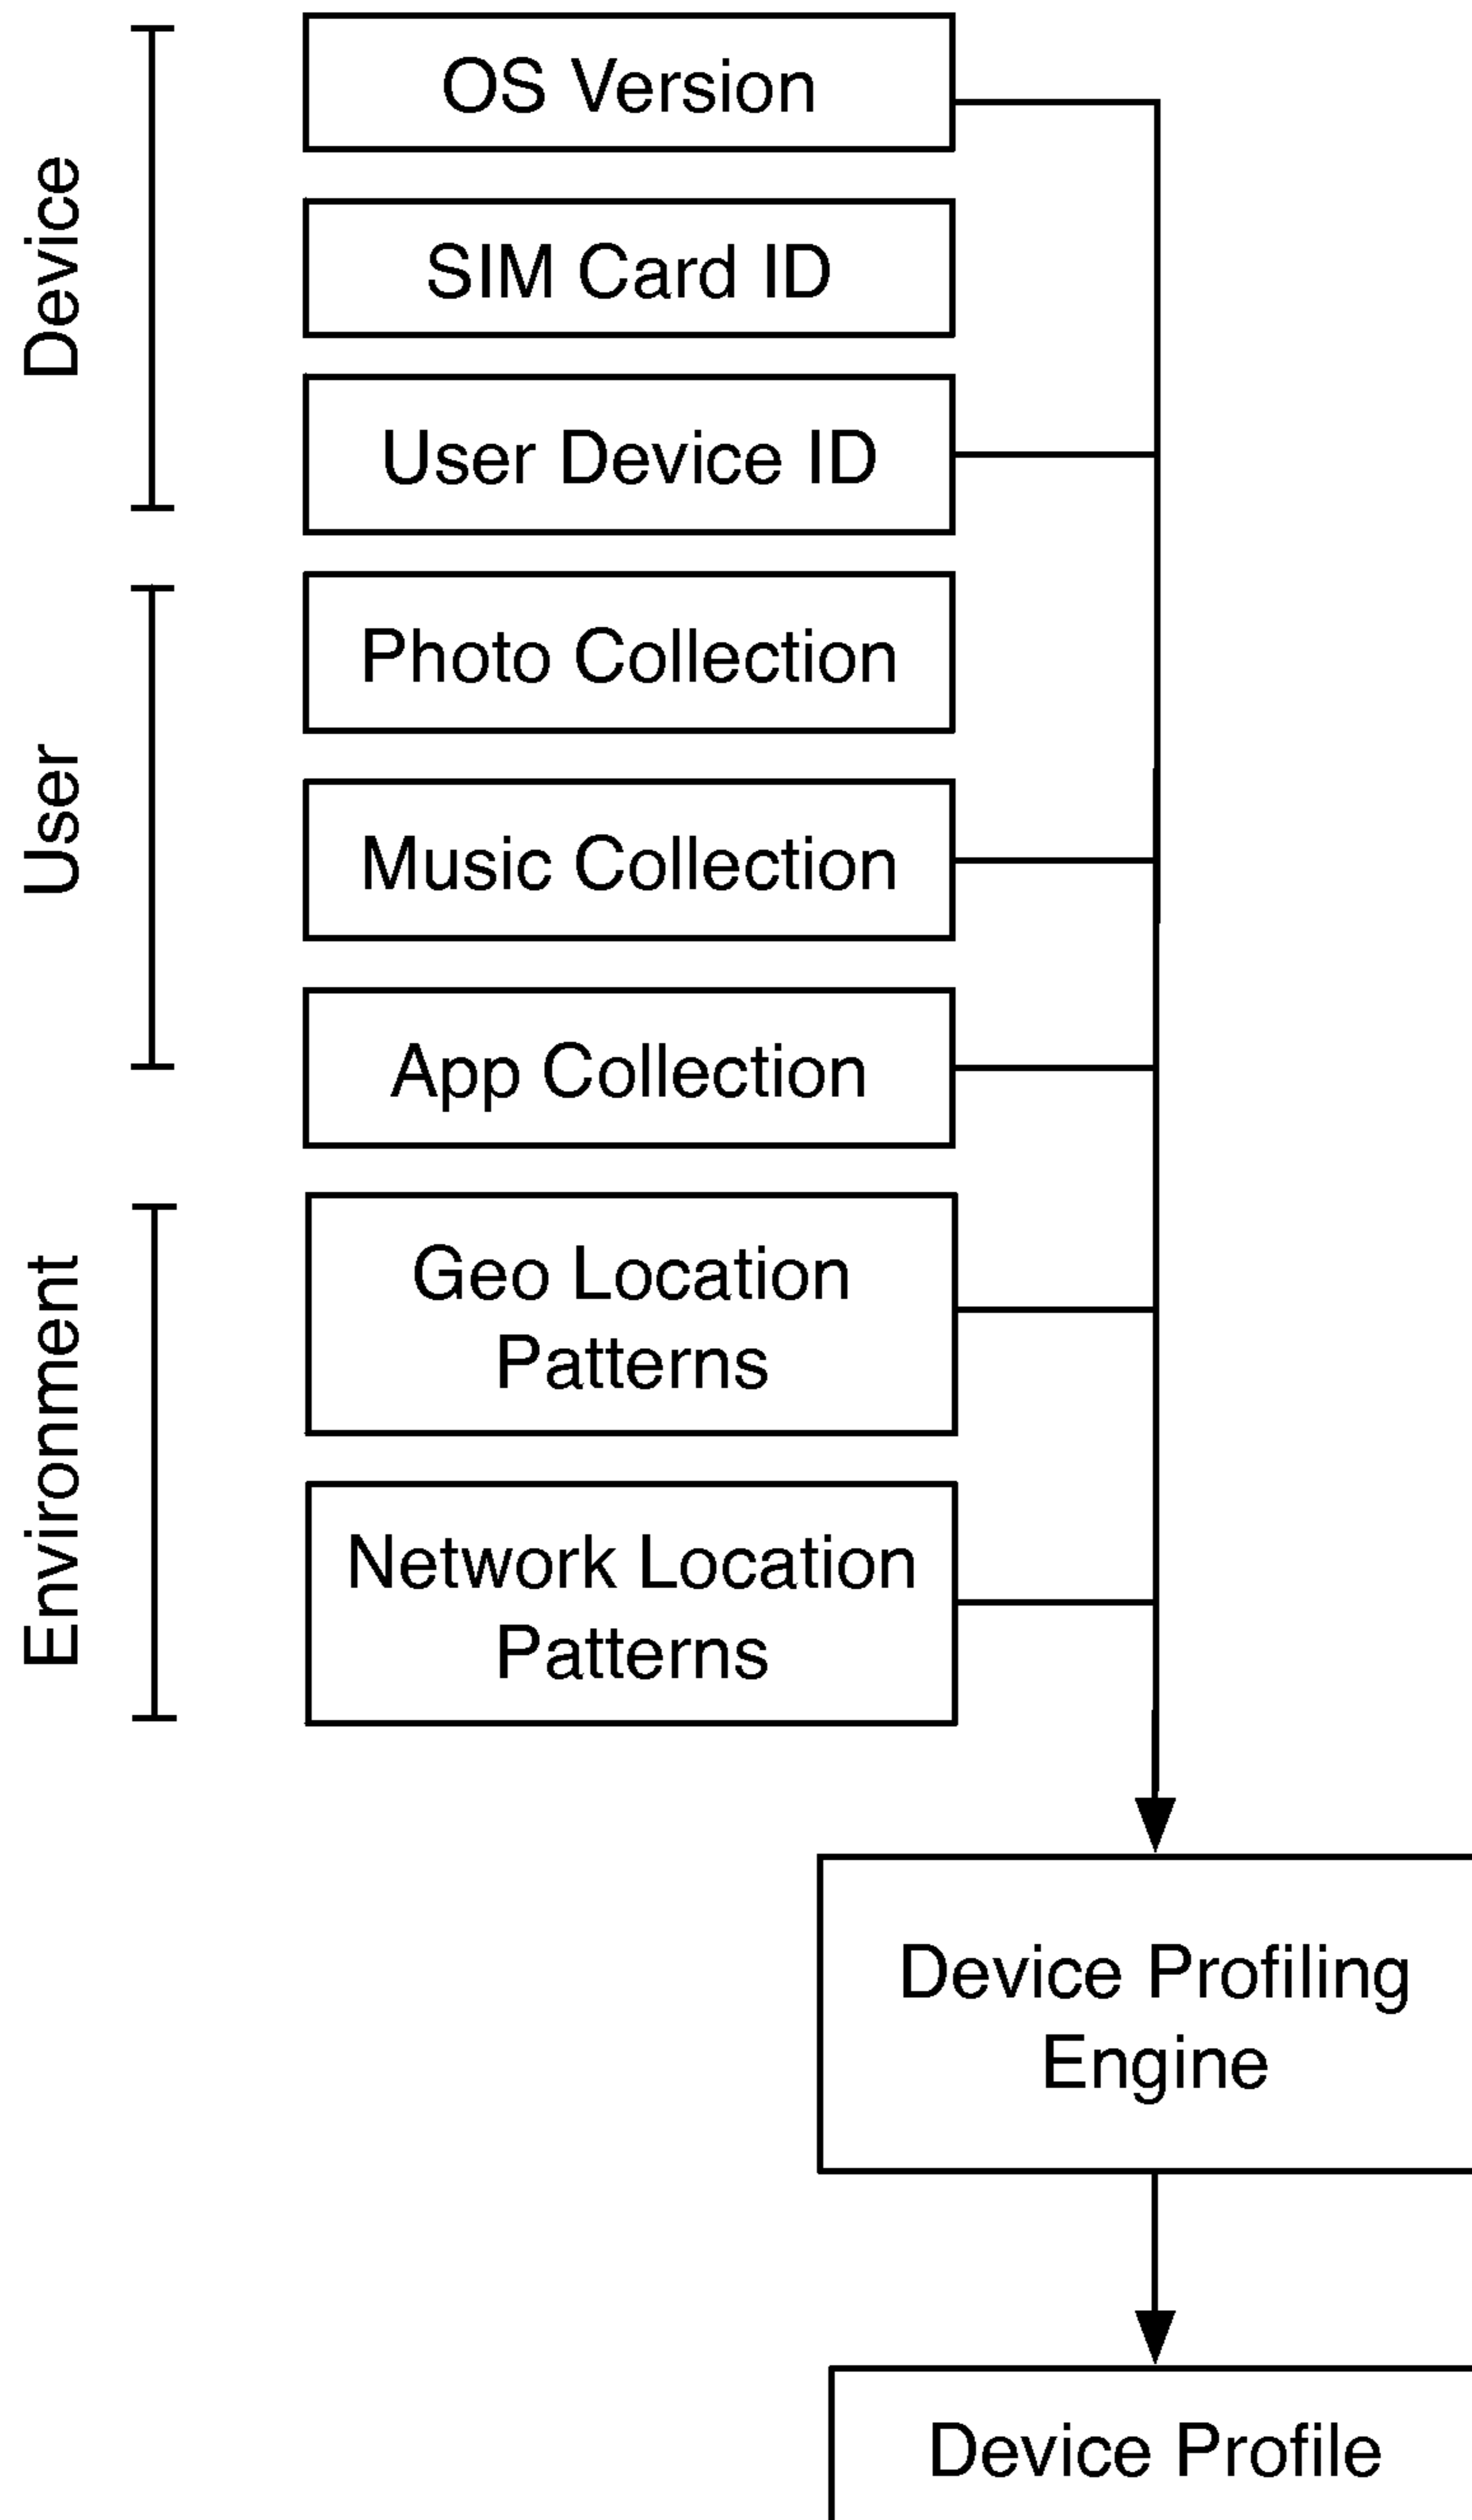 Device
OS Version
SIM Card ID
User Device ID
User
Photo Collection
Music Collection
App Collection
Environment
Geo Location
Patterns
Network Location
Patterns
Device Profiling
Engine
Device Profile